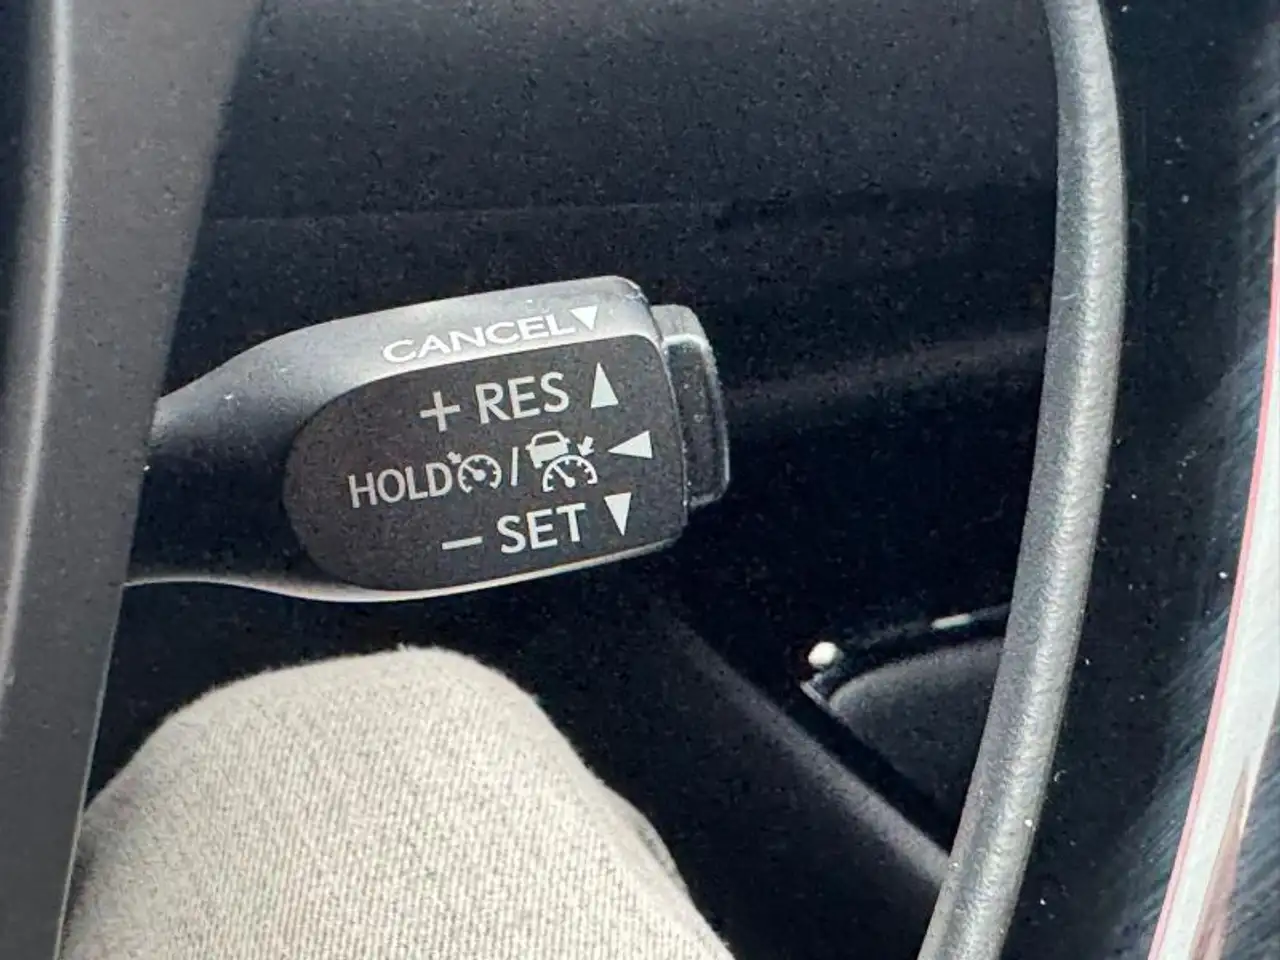 CANCEL
+ RES
HOLD /
- SET